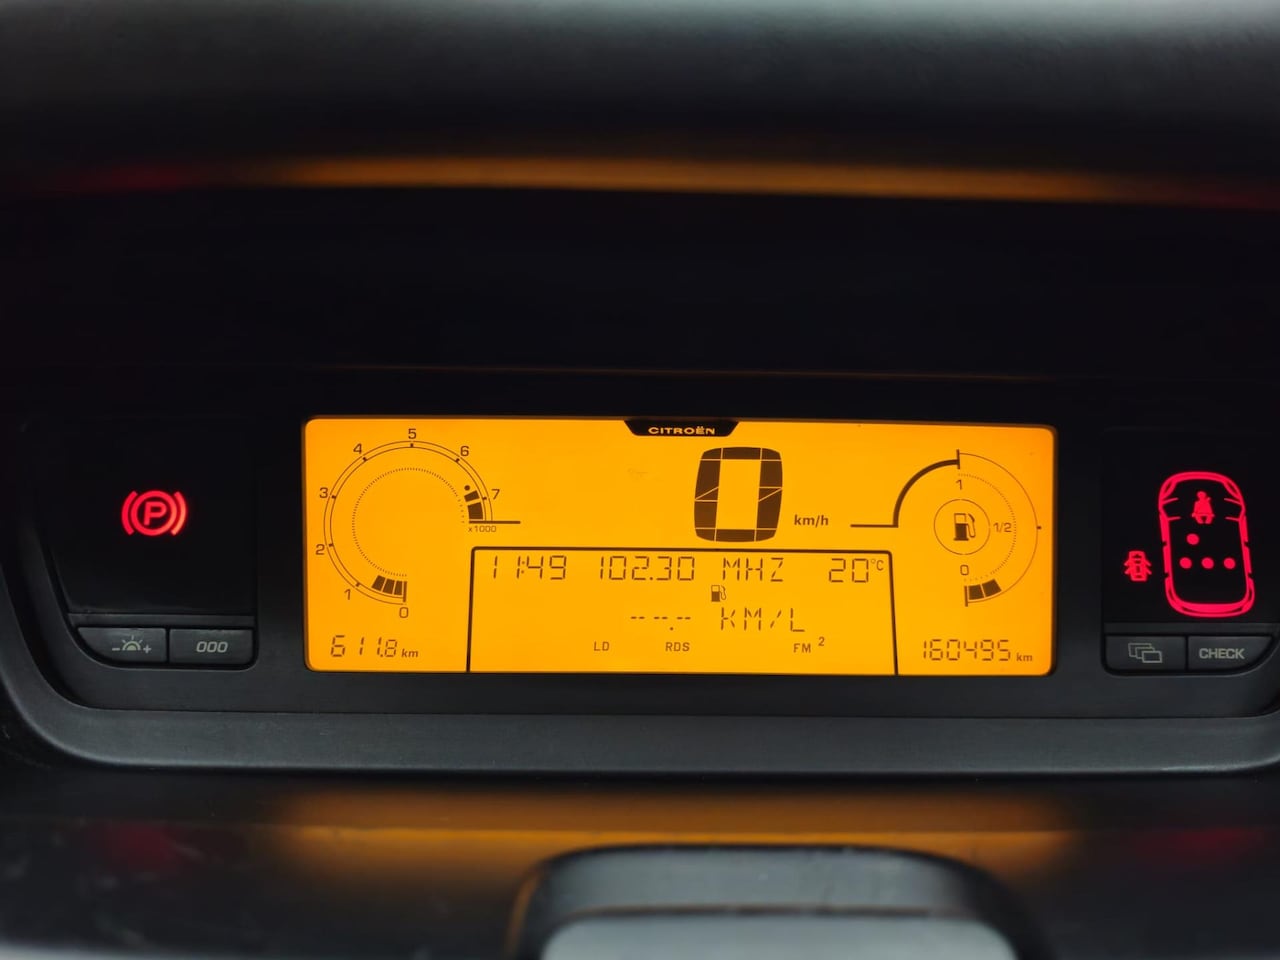 CITROËN
5
4
6
3
7
x1000
2
1
0
km/h
1
1/2
0
11:49 102.30 MHZ 20°C
--.-- KM/L
611.8 km
LD RDS FM 2
160495 km
P
- +
000
CHECK